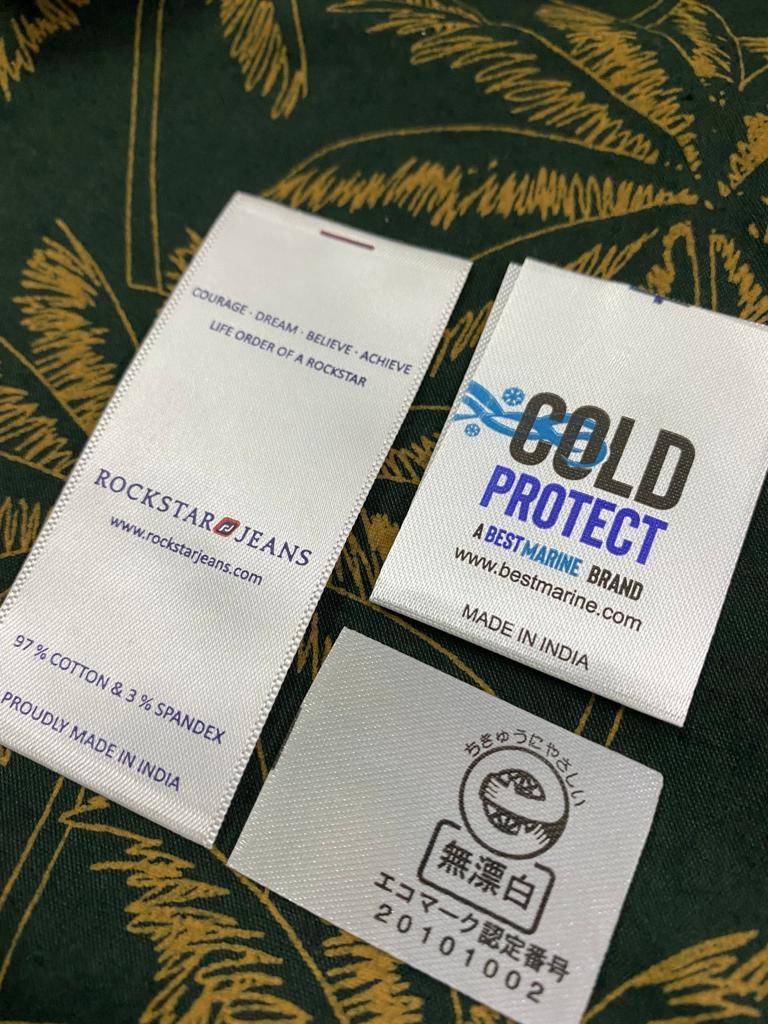 COURAGE · DREAM · BELIEVE · ACHIEVE
LIFE ORDER OF A ROCKSTAR
ROCKSTAR JEANS
www.rockstarjeans.com
97 % COTTON & 3 % SPANDEX
PROUDLY MADE IN INDIA
COLD
PROTECT
A BEST MARINE BRAND
www.bestmarine.com
MADE IN INDIA
ちきゅうにやさしい
無漂白
エコマーク認定番号
20101002